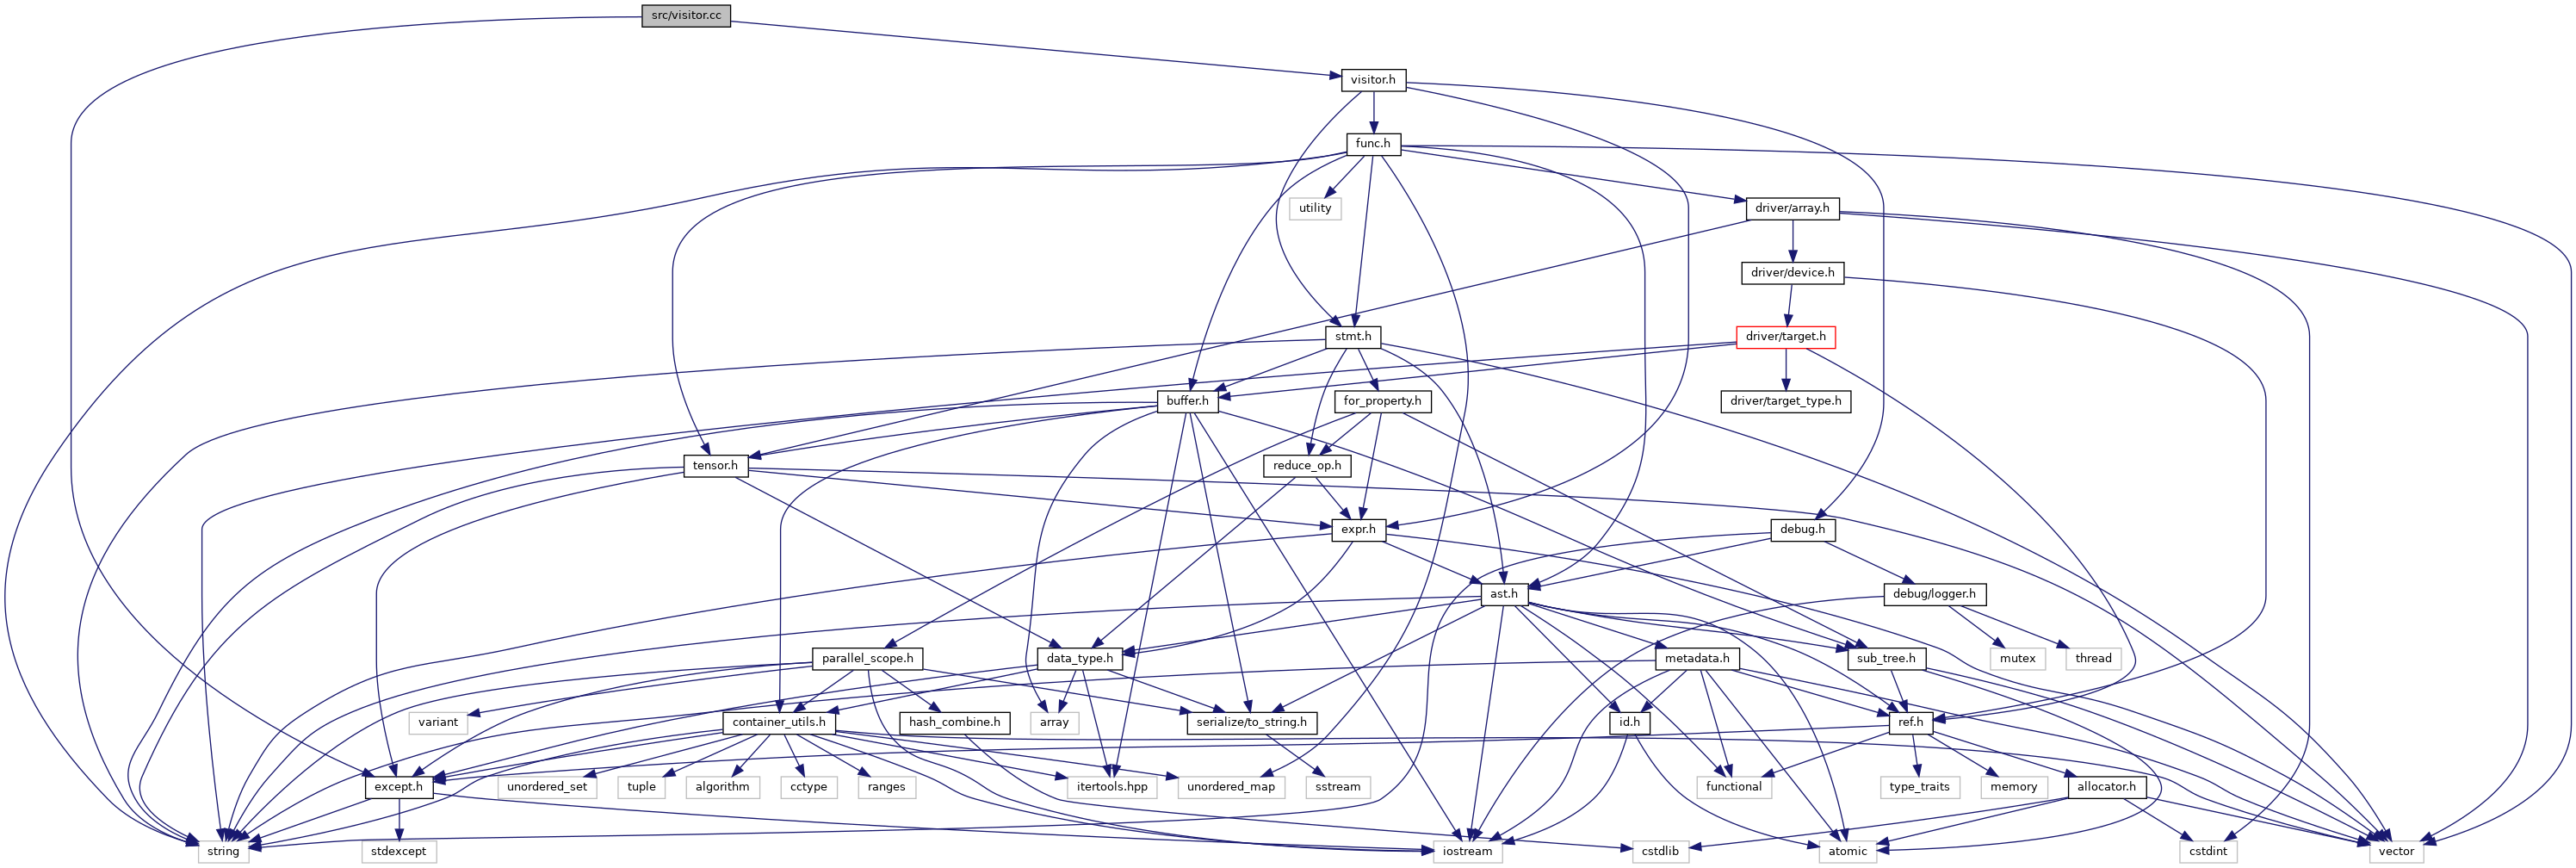 src/visitor.cc
visitor.h
func.h
utility
driver/array.h
driver/device.h
stmt.h
driver/target.h
buffer.h
for_property.h
driver/target_type.h
tensor.h
reduce_op.h
expr.h
debug.h
ast.h
debug/logger.h
parallel_scope.h
data_type.h
metadata.h
sub_tree.h
mutex
thread
variant
container_utils.h
hash_combine.h
array
serialize/to_string.h
id.h
ref.h
except.h
unordered_set
tuple
algorithm
cctype
ranges
itertools.hpp
unordered_map
sstream
functional
type_traits
memory
allocator.h
string
stdexcept
iostream
cstdlib
atomic
cstdint
vector